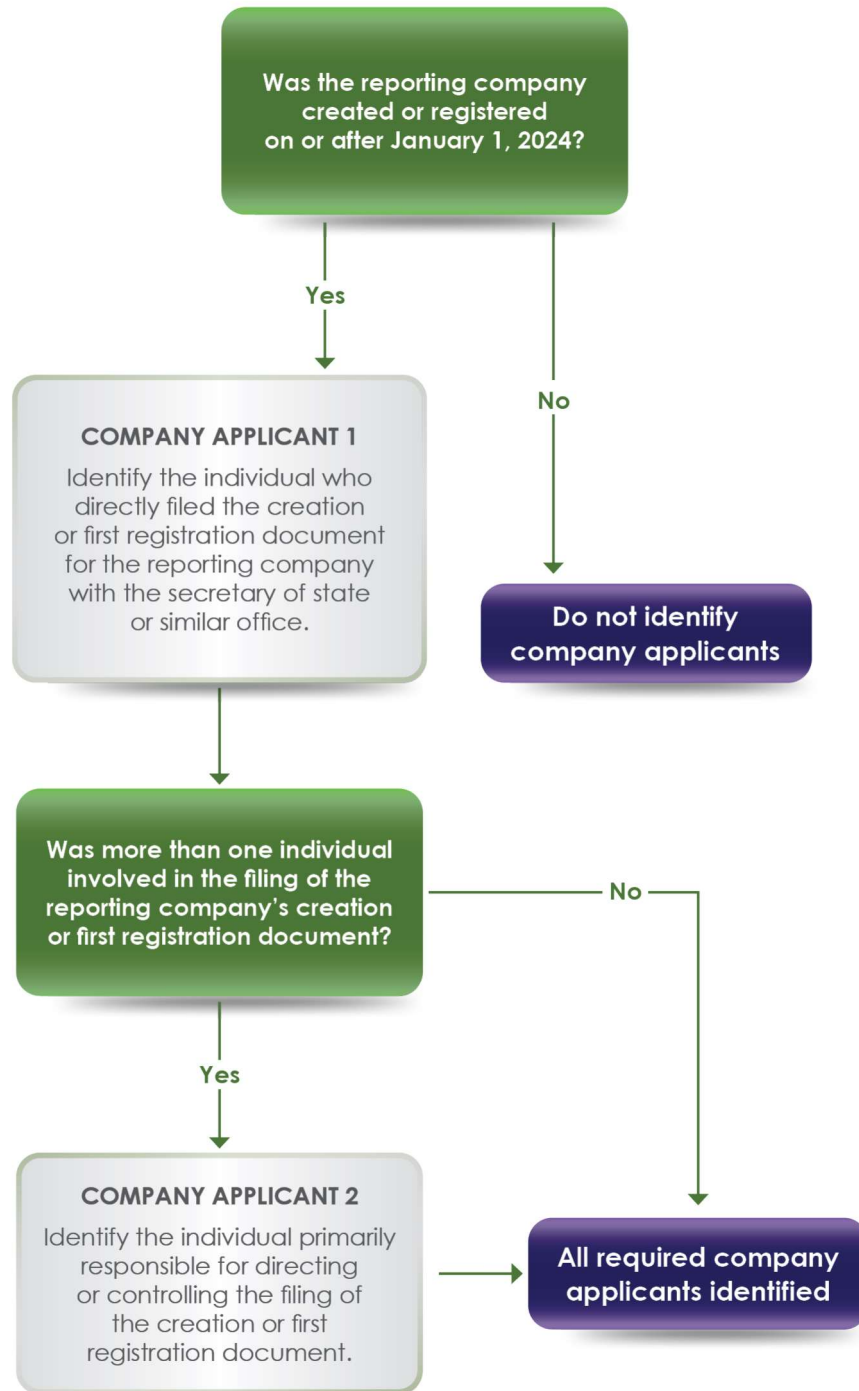 Was the reporting company
created or registered
on or after January 1, 2024?
Yes
No
COMPANY APPLICANT 1
Identify the individual who
directly filed the creation
or first registration document
for the reporting company
with the secretary of state
or similar office.
Do not identify
company applicants
Was more than one individual
involved in the filing of the
reporting company’s creation
or first registration document?
No
Yes
COMPANY APPLICANT 2
Identify the individual primarily
responsible for directing
or controlling the filing of
the creation or first
registration document.
All required company
applicants identified